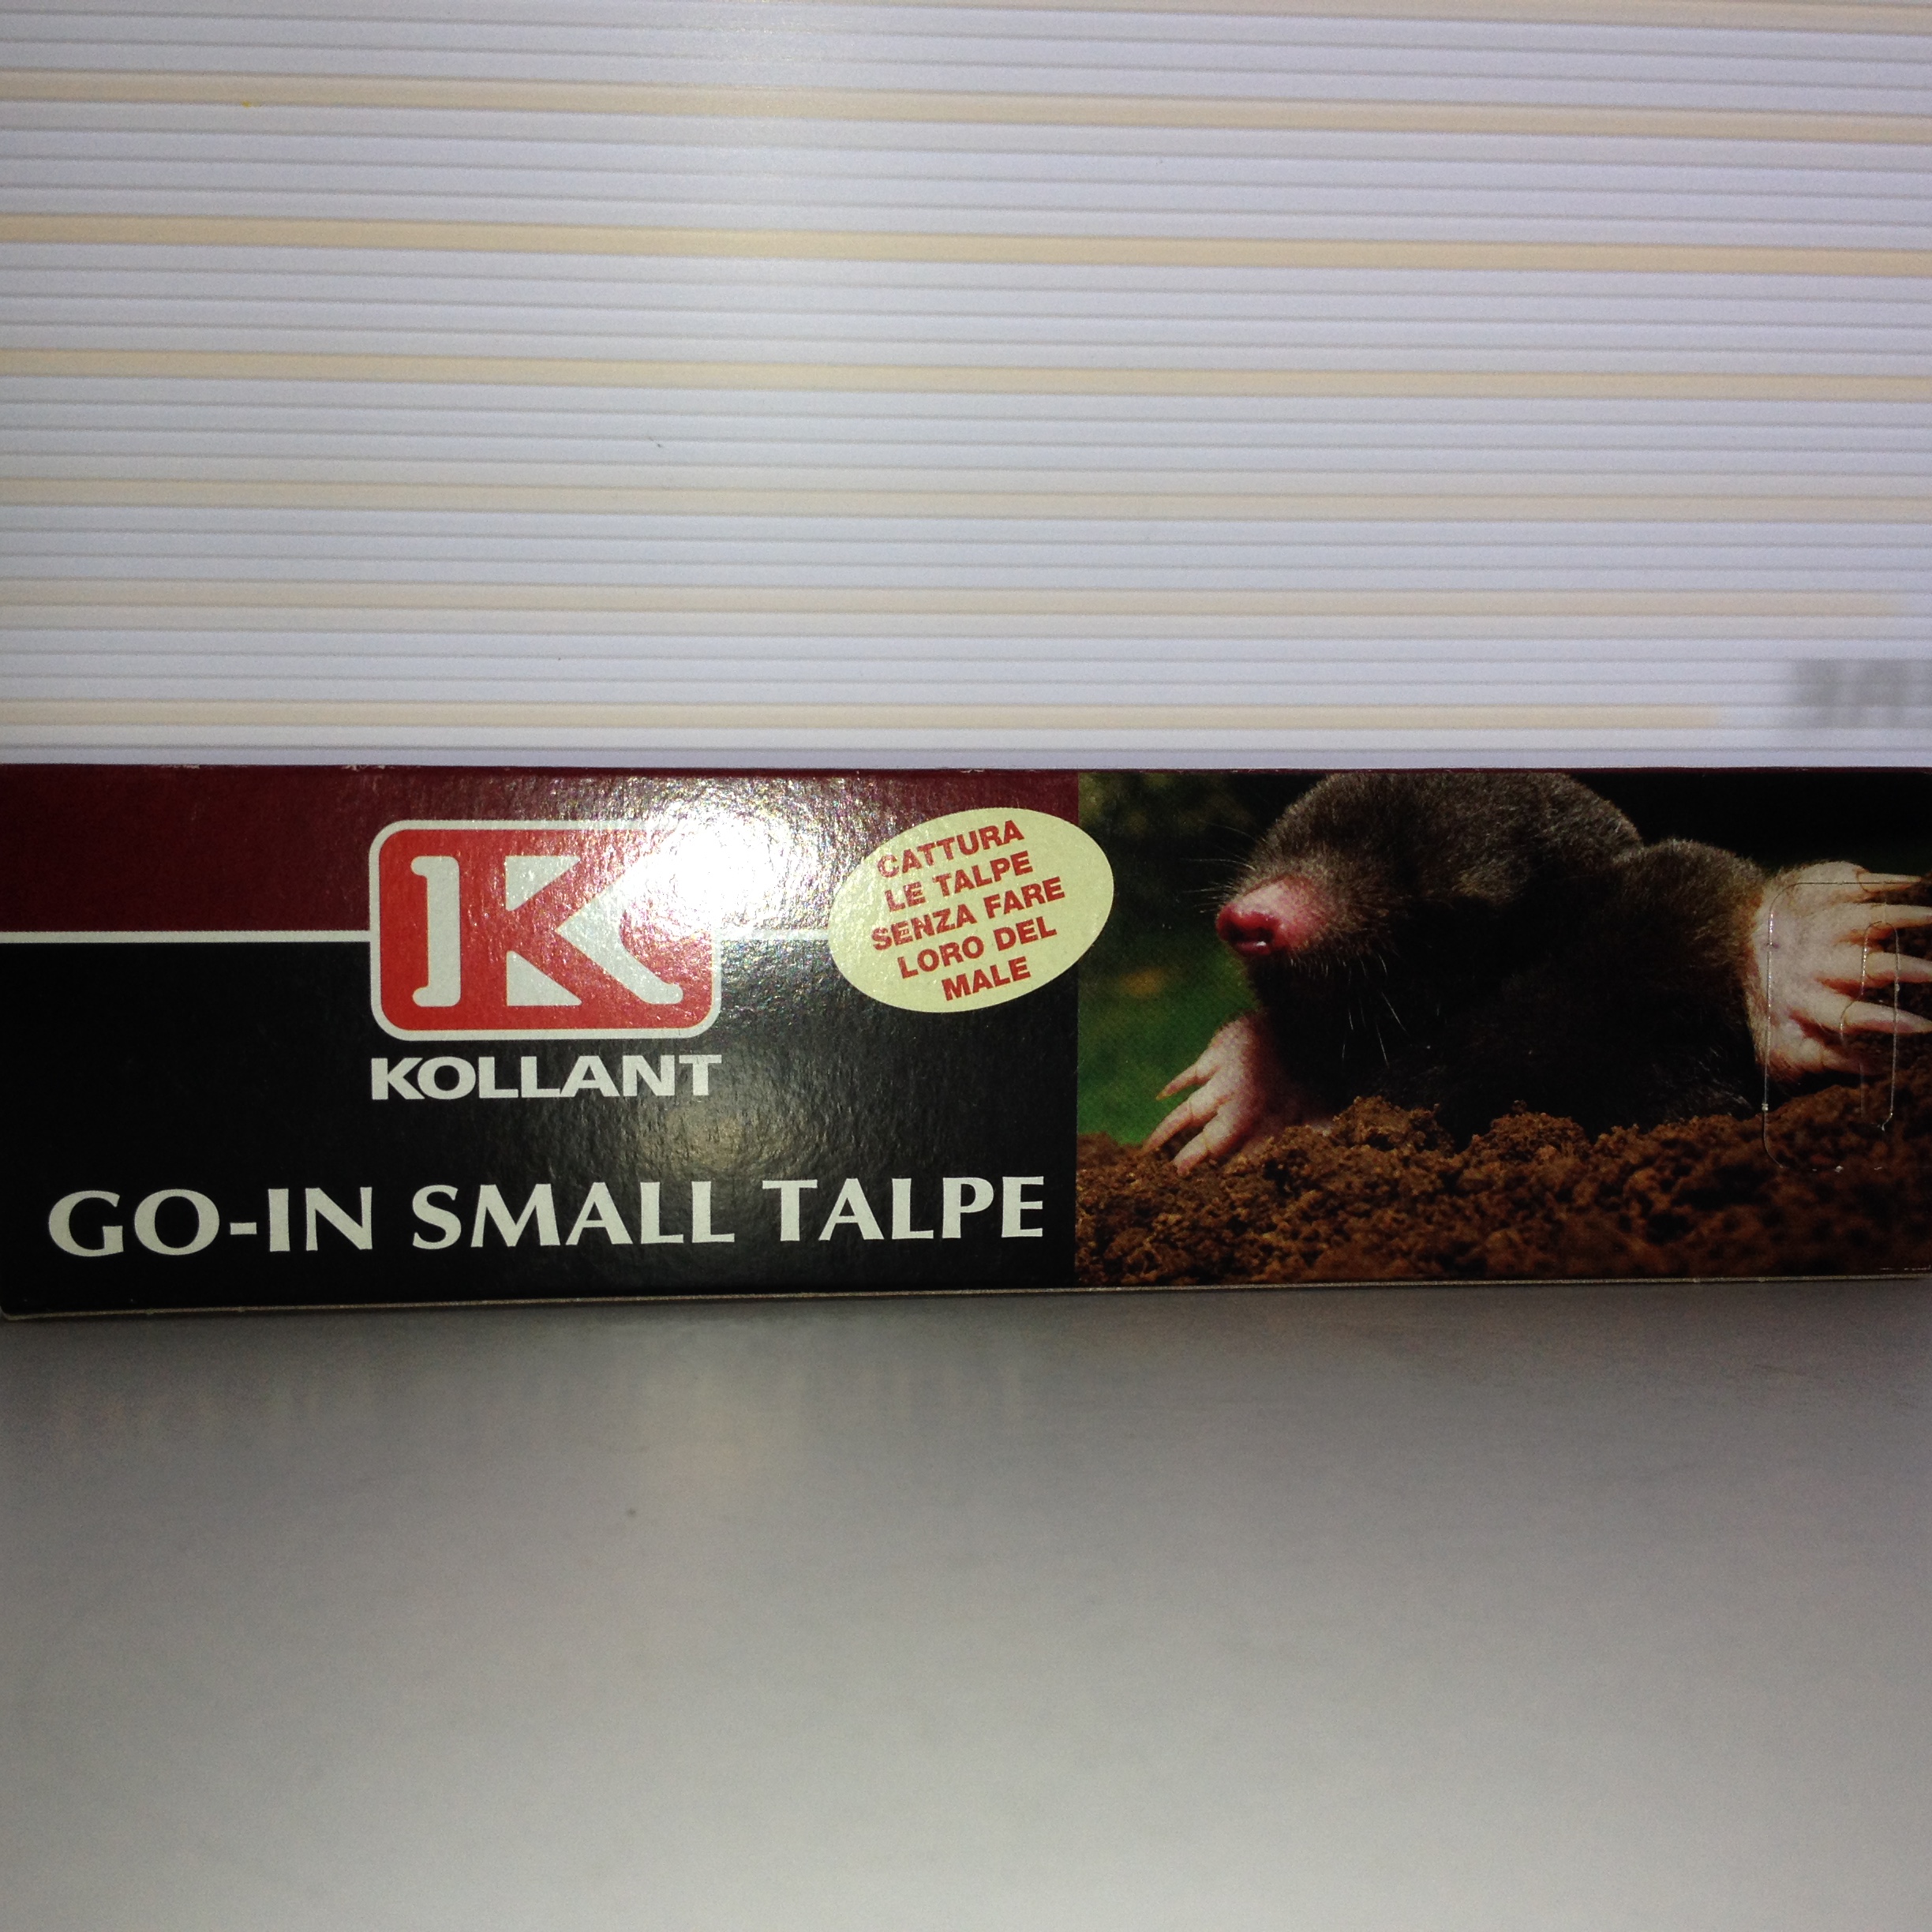 K
KOLLANT
CATTURA
LE TALPE
SENZA FARE
LORO DEL
MALE
GO-IN SMALL TALPE